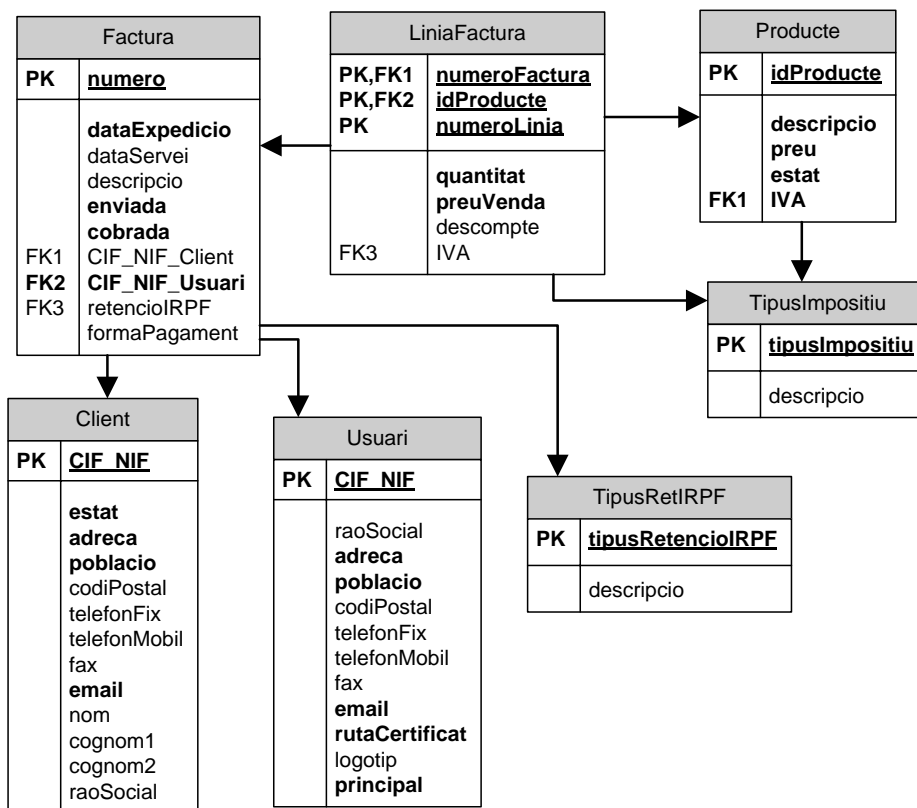 Factura
PK numero
dataExpedicio
dataServei
descripcio
enviada
cobrada
FK1 CIF_NIF_Client
FK2 CIF_NIF_Usuari
FK3 retencioIRPF
formaPagament
LiniaFactura
PK,FK1 numeroFactura
PK,FK2 idProducte
PK numeroLinia
quantitat
preuVenda
descompte
FK3 IVA
Producte
PK idProducte
descripcio
preu
estat
FK1 IVA
TipusImpositiu
PK tipusImpositiu
descripcio
Client
PK CIF_NIF
estat
adreca
poblacio
codiPostal
telefonFix
telefonMobil
fax
email
nom
cognom1
cognom2
raoSocial
Usuari
PK CIF_NIF
raoSocial
adreca
poblacio
codiPostal
telefonFix
telefonMobil
fax
email
rutaCertificat
logotip
principal
TipusRetIRPF
PK tipusRetencioIRPF
descripcio